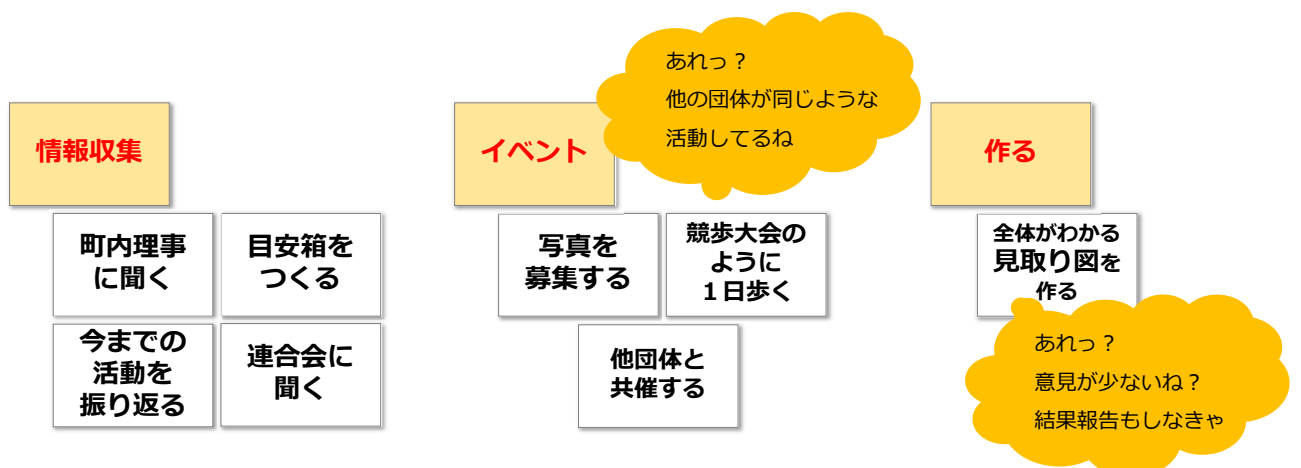 情報収集
町内理事
に聞く
目安箱を
つくる
今までの
活動を
振り返る
連合会に
聞く
イベント
あれっ？
他の団体が同じような
活動してるね
写真を
募集する
競歩大会の
ように
１日歩く
他団体と
共催する
作る
全体がわかる
見取り図を
作る
あれっ？
意見が少ないね？
結果報告もしなきゃ